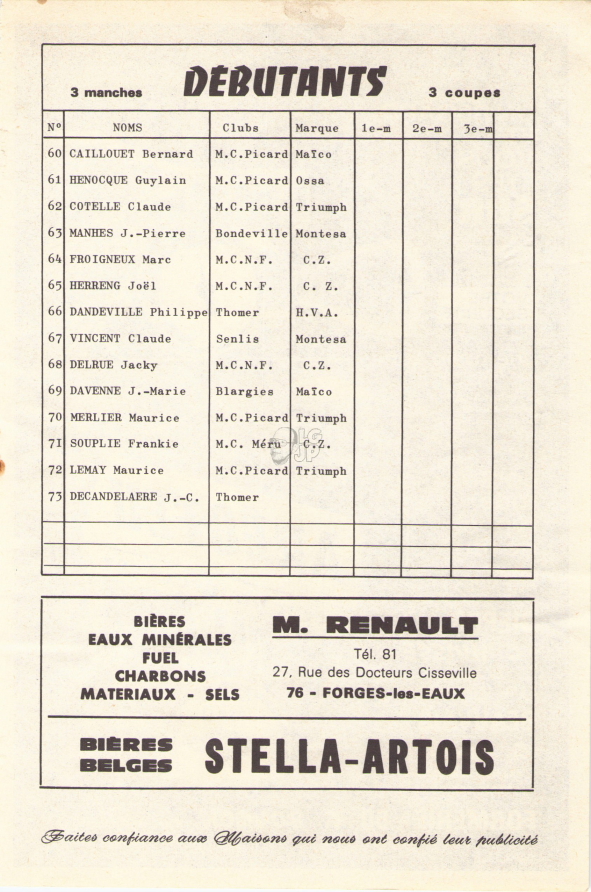 DÉBUTANTS
3 manches 3 coupes
N° NOMS Clubs Marque 1e-m 2e-m 3e-m
60 CAILLOUET Bernard M.C.Picard Maïco
61 HENOCQUE Guylain M.C.Picard Ossa
62 COTELLE Claude M.C.Picard Triumph
63 MANHES J.-Pierre Bondeville Montesa
64 FROIGNEUX Marc M.C.N.F. C.Z.
65 HERRENG Joël M.C.N.F. C. Z.
66 DANDEVILLE Philippe Thomer H.V.A.
67 VINCENT Claude Senlis Montesa
68 DELRUE Jacky M.C.N.F. C.Z.
69 DAVENNE J.-Marie Blargies Maïco
70 MERLIER Maurice M.C.Picard Triumph
71 SOUPLIE Frankie M.C. Méru C.Z.
72 LEMAY Maurice M.C.Picard Triumph
73 DECANDELAERE J.-C. Thomer
BIÈRES
EAUX MINÉRALES
FUEL
CHARBONS
MATERIAUX - SELS
M. RENAULT
Tél. 81
27, Rue des Docteurs Cisseville
76 - FORGES-les-EAUX
BIÈRES
BELGES
STELLA-ARTOIS
Faites confiance aux Maisons qui nous ont confié leur publicité